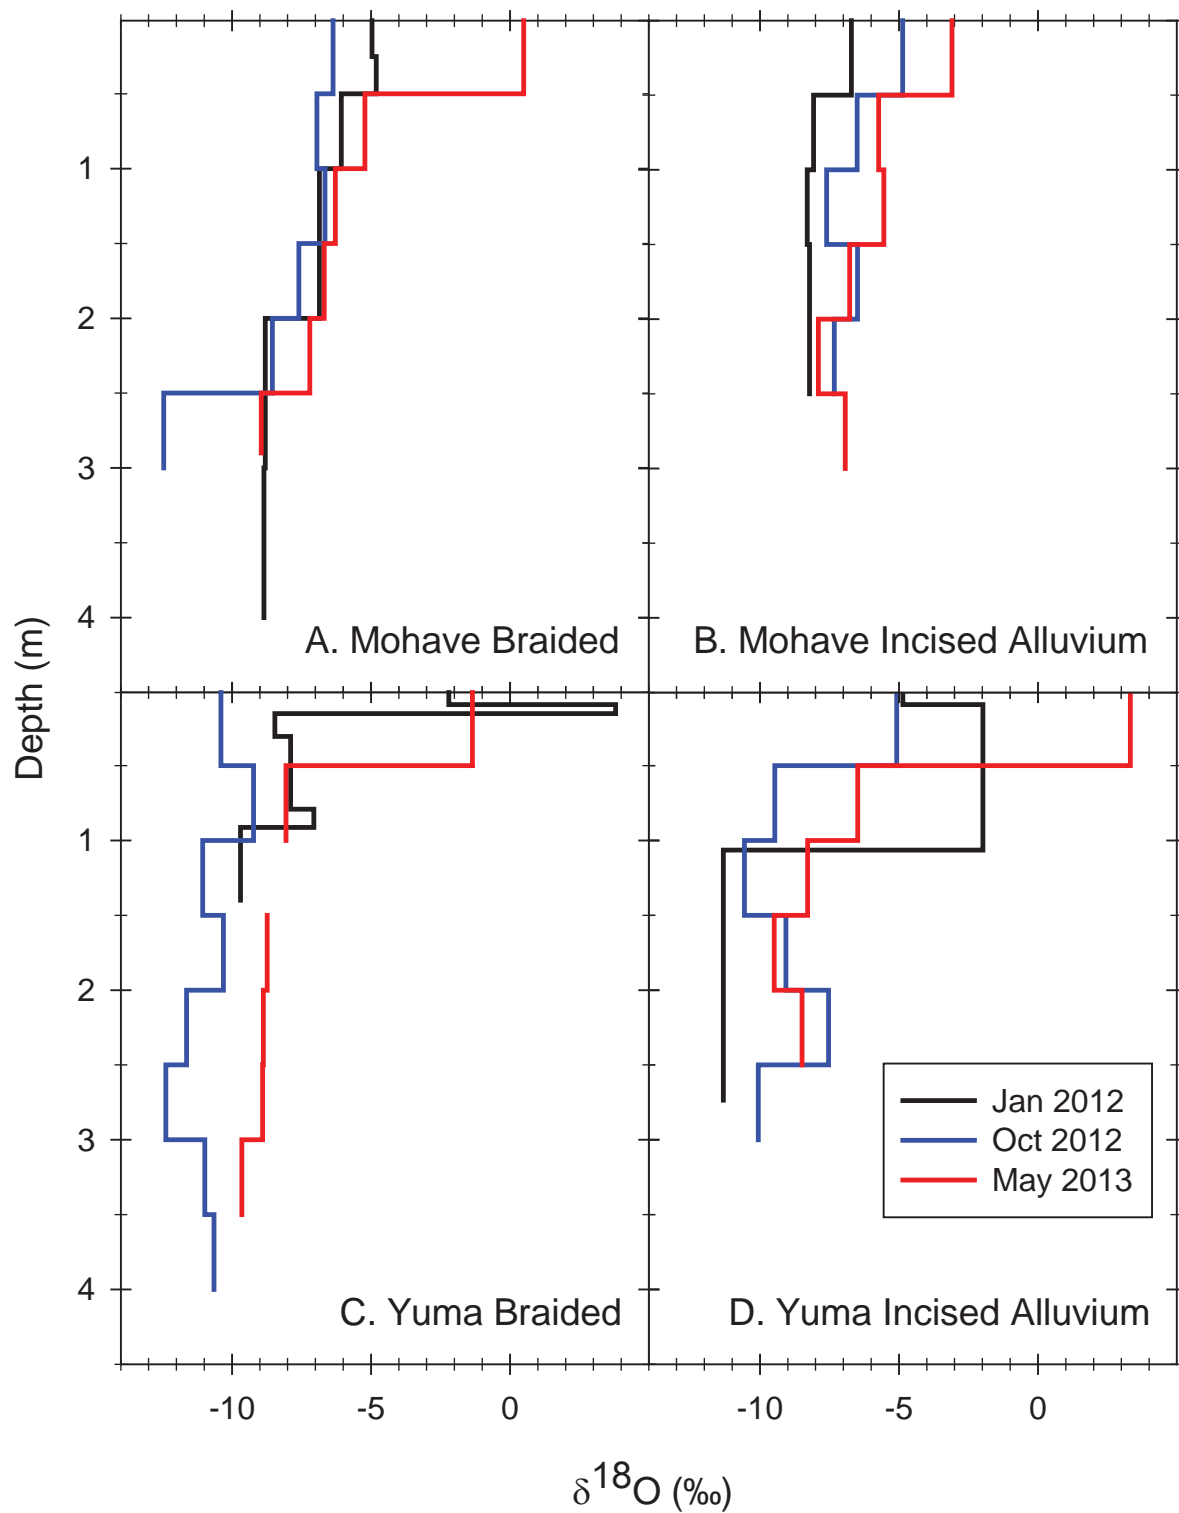 1
2
3
4
A. Mohave Braided
B. Mohave Incised Alluvium
Depth (m)
1
2
3
4
Jan 2012
Oct 2012
May 2013
C. Yuma Braided
D. Yuma Incised Alluvium
-10 -5 0 -10 -5 0
δ¹⁸O (‰)